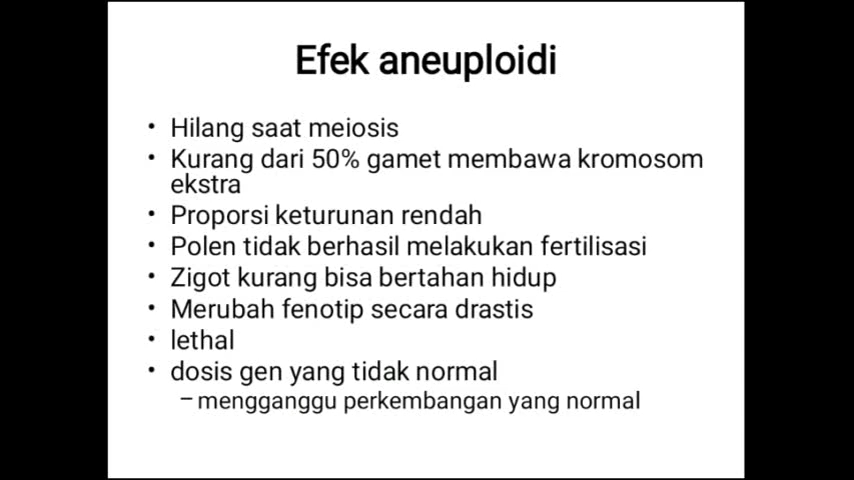 Efek aneuploidi
• Hilang saat meiosis
• Kurang dari 50% gamet membawa kromosom
ekstra
• Proporsi keturunan rendah
• Polen tidak berhasil melakukan fertilisasi
• Zigot kurang bisa bertahan hidup
• Merubah fenotip secara drastis
• lethal
• dosis gen yang tidak normal
– mengganggu perkembangan yang normal